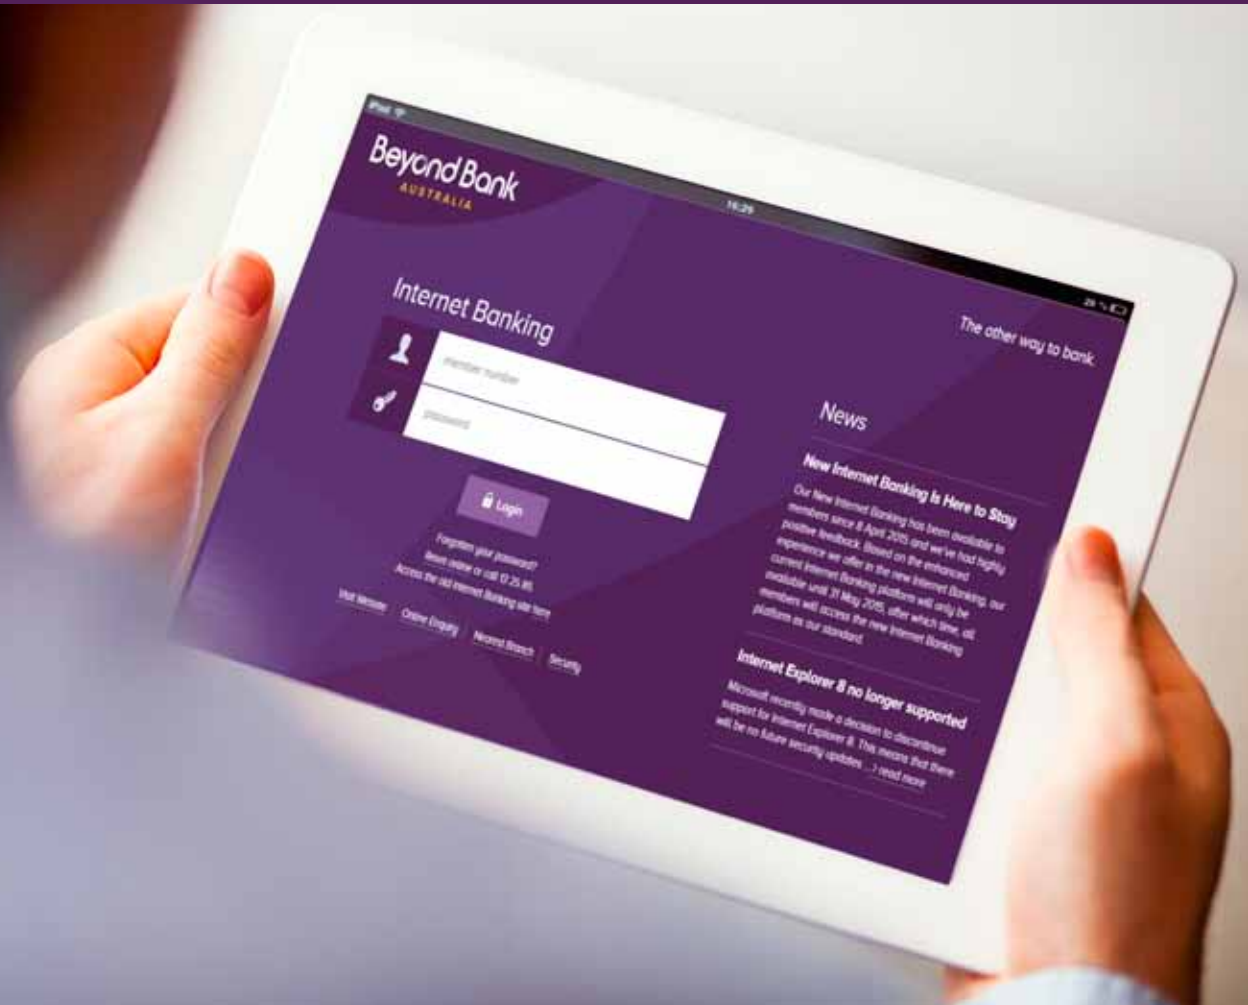 iPad
16:29
Beyond Bank
AUSTRALIA
The other way to bank.
Internet Banking
member number
password
Login
Forgotten your password?
Reset online or call 13 25 85.
Access the old Internet Banking site here
Visit Website
Online Enquiry
Nearest Branch
Security
News
New Internet Banking Is Here to Stay
Our New Internet Banking has been available to
members since 8 April 2015 and we've had highly
positive feedback. Based on the enhanced
experience we offer in the new Internet Banking, our
current Internet Banking platform will only be
available until 31 May 2015, after which time, all
members will access the new Internet Banking
platform as our standard.
Internet Explorer 8 no longer supported
Microsoft recently made a decision to discontinue
support for Internet Explorer 8. This means that there
will be no future security updates ...> read more